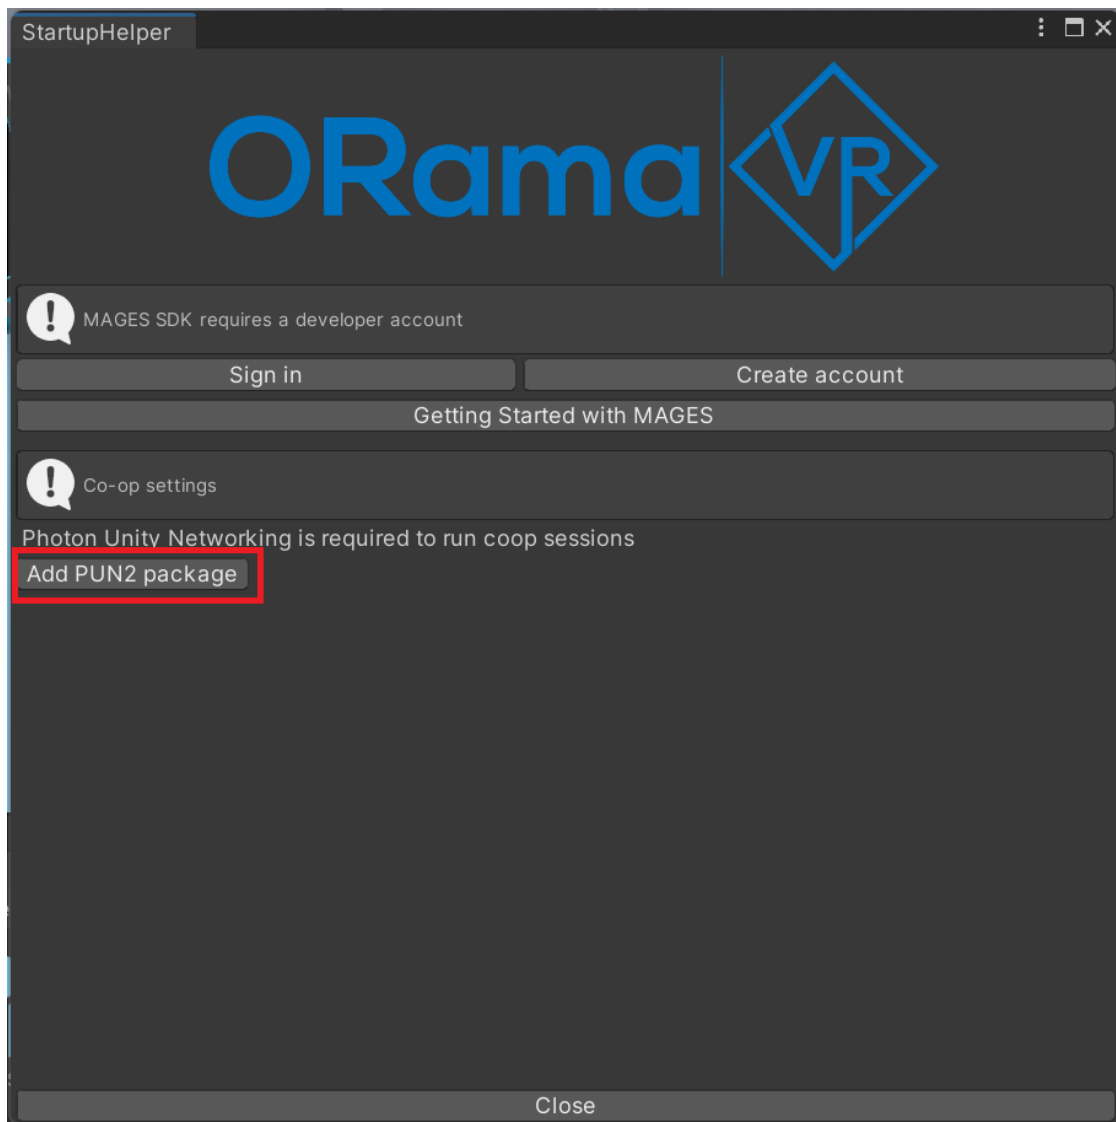 StartupHelper
ORama VR
MAGES SDK requires a developer account
Sign in Create account
Getting Started with MAGES
Co-op settings
Photon Unity Networking is required to run coop sessions
Add PUN2 package
Close